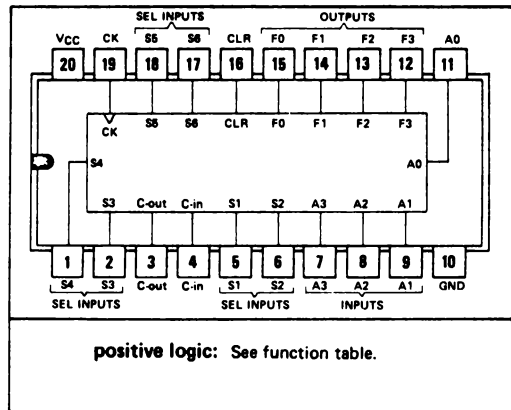 SEL INPUTS OUTPUTS
VCC CK S5 S6 CLR F0 F1 F2 F3 A0
20 19 18 17 16 15 14 13 12 11
CK S5 S6 CLR F0 F1 F2 F3
S4 A0
S3 C-out C-in S1 S2 A3 A2 A1
1 2 3 4 5 6 7 8 9 10
S4 S3 C-out C-in S1 S2 A3 A2 A1 GND
SEL INPUTS SEL INPUTS INPUTS
positive logic: See function table.